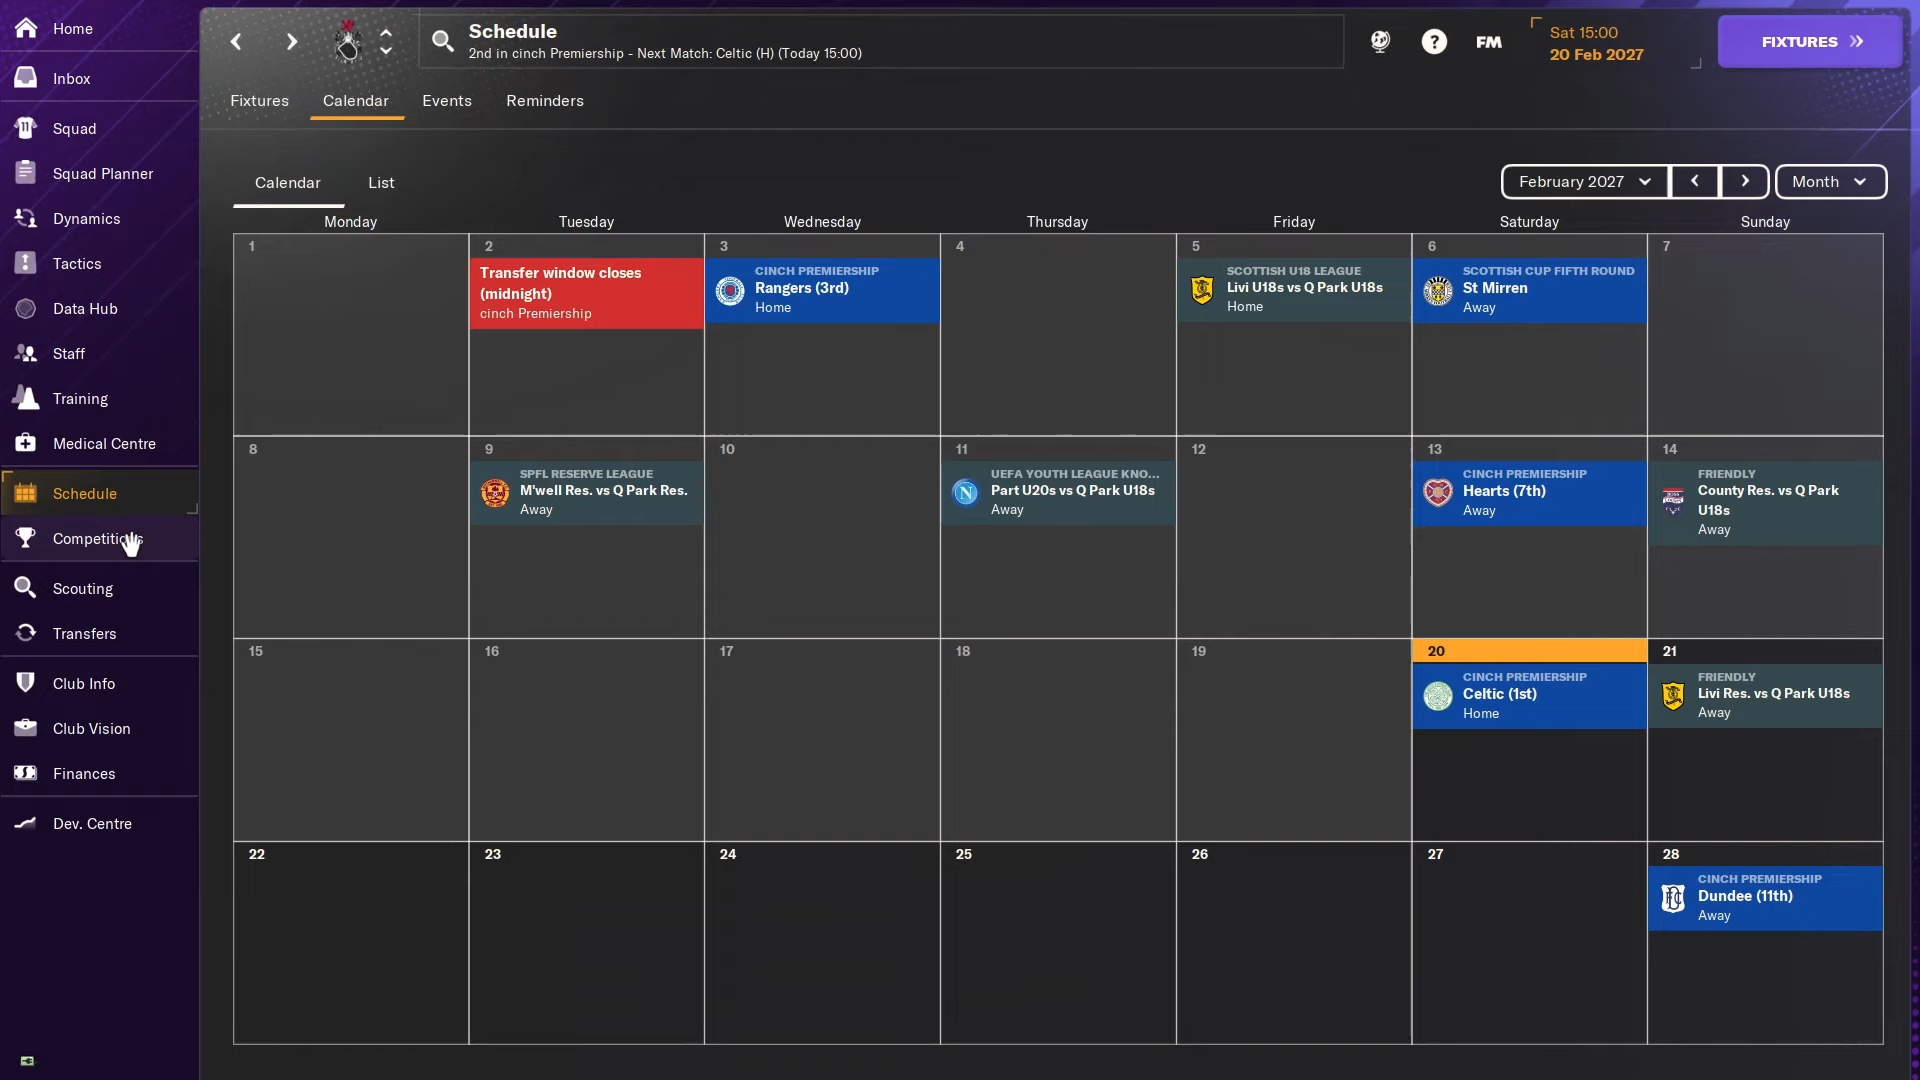 Home
Inbox
Squad
Squad Planner
Dynamics
Tactics
Data Hub
Staff
Training
Medical Centre
Schedule
Scouting
Transfers
Club Info
Club Vision
Finances
Dev. Centre
Schedule
2nd in cinch Premiership - Next Match: Celtic (H) (Today 15:00)
?
FM
Sat 15:00
20 Feb 2027
FIXTURES
Fixtures Calendar Events Reminders
Calendar List
February 2027
Month
Monday Tuesday Wednesday Thursday Friday Saturday Sunday
1
2
Transfer window closes
(midnight)
cinch Premiership
3
CINCH PREMIERSHIP
Rangers (3rd)
Home
4
5
SCOTTISH U18 LEAGUE
Livi U18s vs Q Park U18s
Home
6
SCOTTISH CUP FIFTH ROUND
St Mirren
Away
7
8
9
SPFL RESERVE LEAGUE
M'well Res. vs Q Park Res.
Away
10
11
UEFA YOUTH LEAGUE KNO...
Part U20s vs Q Park U18s
Away
12
13
CINCH PREMIERSHIP
Hearts (7th)
Away
14
FRIENDLY
County Res. vs Q Park
U18s
Away
15
16
17
18
19
20
CINCH PREMIERSHIP
Celtic (1st)
Home
21
FRIENDLY
Livi Res. vs Q Park U18s
Away
22
23
24
25
26
27
28
CINCH PREMIERSHIP
Dundee (11th)
Away